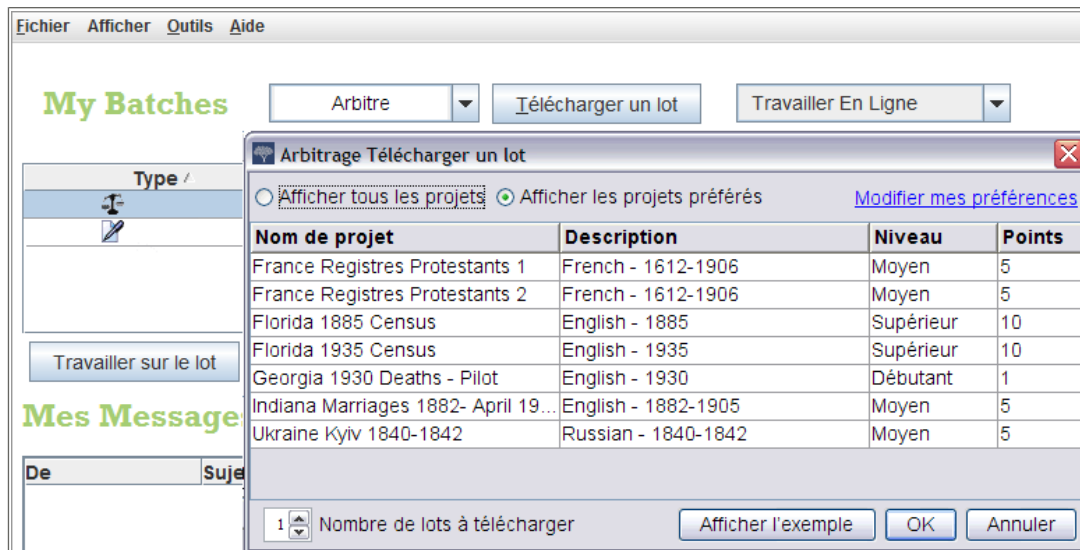 Fichier Afficher Outils Aide
My Batches Arbitre Télécharger un lot Travailler En Ligne
Type
Arbitrage Télécharger un lot
Afficher tous les projets Afficher les projets préférés Modifier mes préférences
Nom de projet Description Niveau Points
France Registres Protestants 1 French - 1612-1906 Moyen 5
France Registres Protestants 2 French - 1612-1906 Moyen 5
Florida 1885 Census English - 1885 Supérieur 10
Florida 1935 Census English - 1935 Supérieur 10
Georgia 1930 Deaths - Pilot English - 1930 Débutant 1
Indiana Marriages 1882- April 19... English - 1882-1905 Moyen 5
Ukraine Kyiv 1840-1842 Russian - 1840-1842 Moyen 5
Travailler sur le lot
Mes Message
De Suje
1 Nombre de lots à télécharger Afficher l'exemple OK Annuler